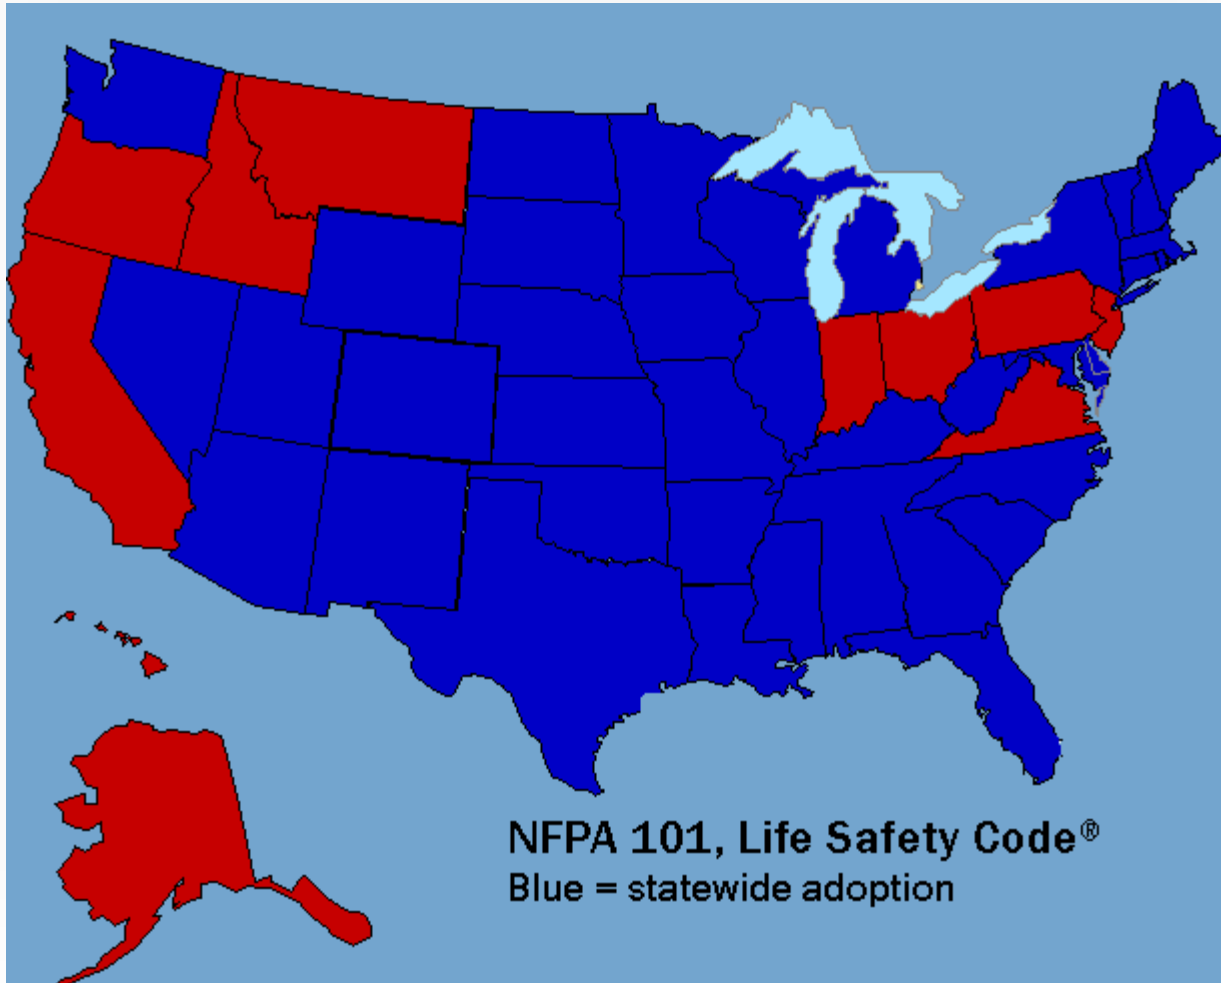 NFPA 101, Life Safety Code®
Blue = statewide adoption